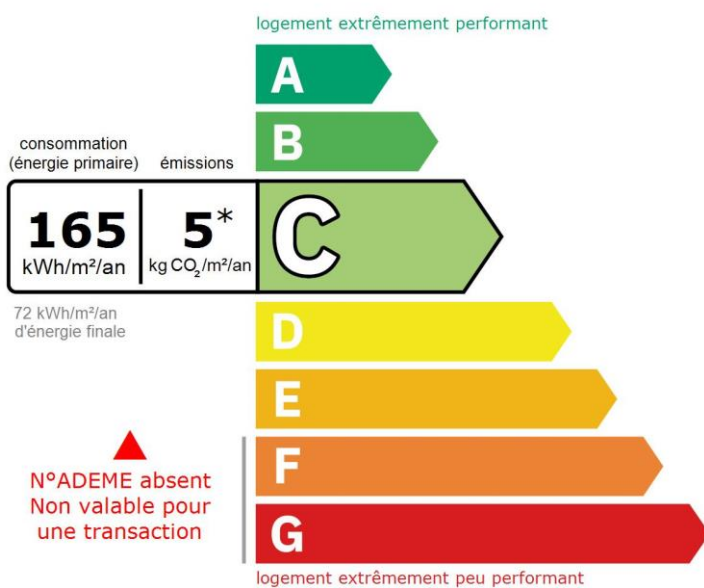 logement extrêmement performant
A
B
consommation
(énergie primaire) émissions
165 5*
kWh/m²/an kg CO₂/m²/an
C
72 kWh/m²/an
d'énergie finale
D
E
F
N°ADEME absent
Non valable pour
une transaction
G
logement extrêmement peu performant